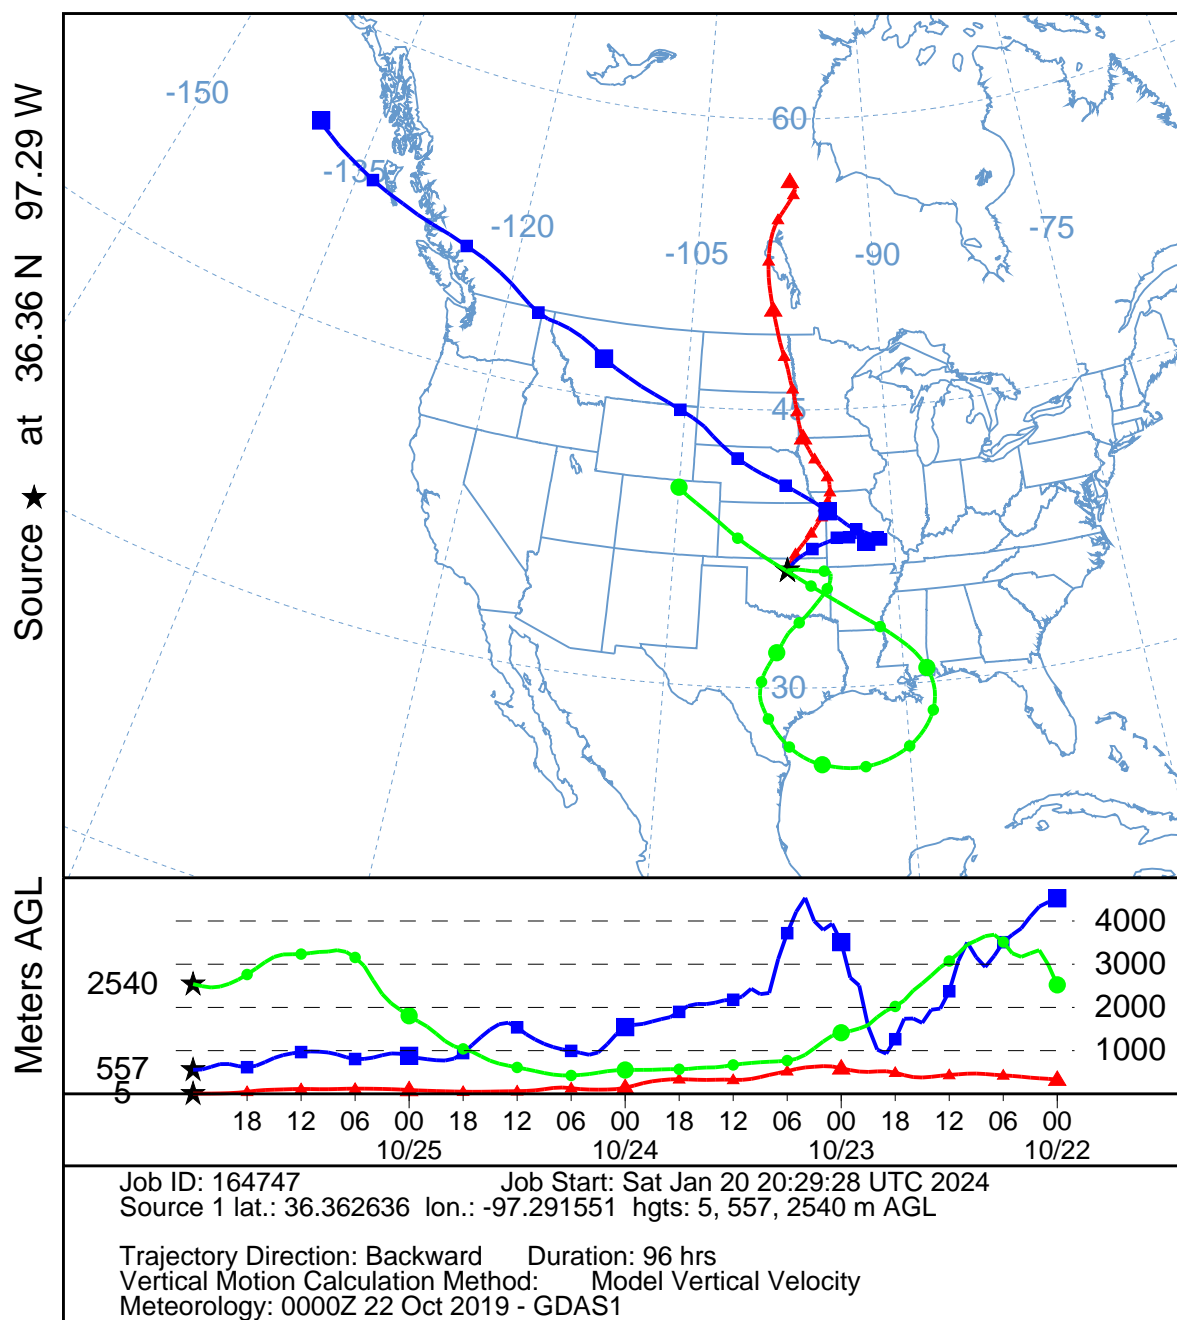 Source ★ at 36.36 N 97.29 W
-150
60
-135
-120
-75
-105
-90
45
30
Meters AGL
4000
3000
2540
2000
1000
557
5
18 12 06 00 18 12 06 00 18 12 06 00 18 12 06 00
10/25 10/24 10/23 10/22
Job ID: 164747 Job Start: Sat Jan 20 20:29:28 UTC 2024
Source 1 lat.: 36.362636 lon.: -97.291551 hgts: 5, 557, 2540 m AGL
Trajectory Direction: Backward Duration: 96 hrs
Vertical Motion Calculation Method: Model Vertical Velocity
Meteorology: 0000Z 22 Oct 2019 - GDAS1